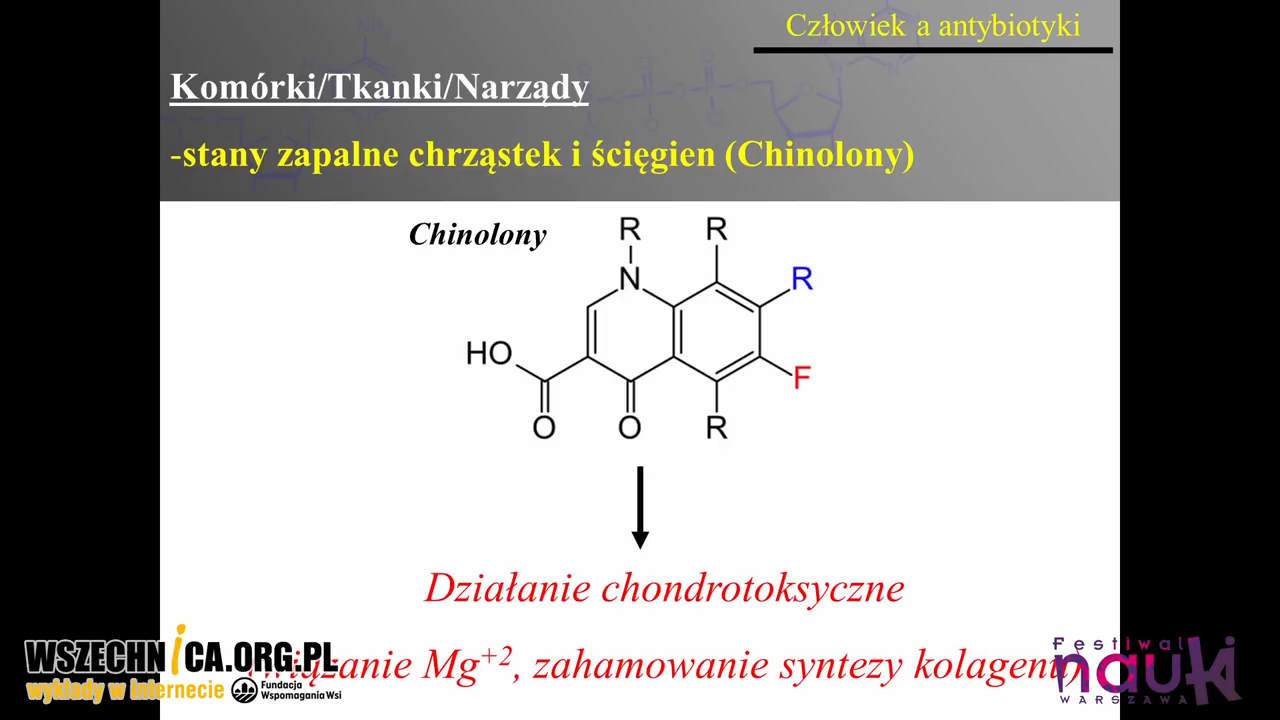 Człowiek a antybiotyki
Komórki/Tkanki/Narządy
-stany zapalne chrząstek i ścięgien (Chinolony)
Chinolony
R
R
N
R
HO
F
O
O
R
Działanie chondrotoksyczne
Mg+2, zahamowanie syntezy kolagenu)
WSZECHNICA.ORG.PL
wykłady w Internecie
Fundacja
Wspomagania Wsi
Festiwal
nauki
WARSZAWA